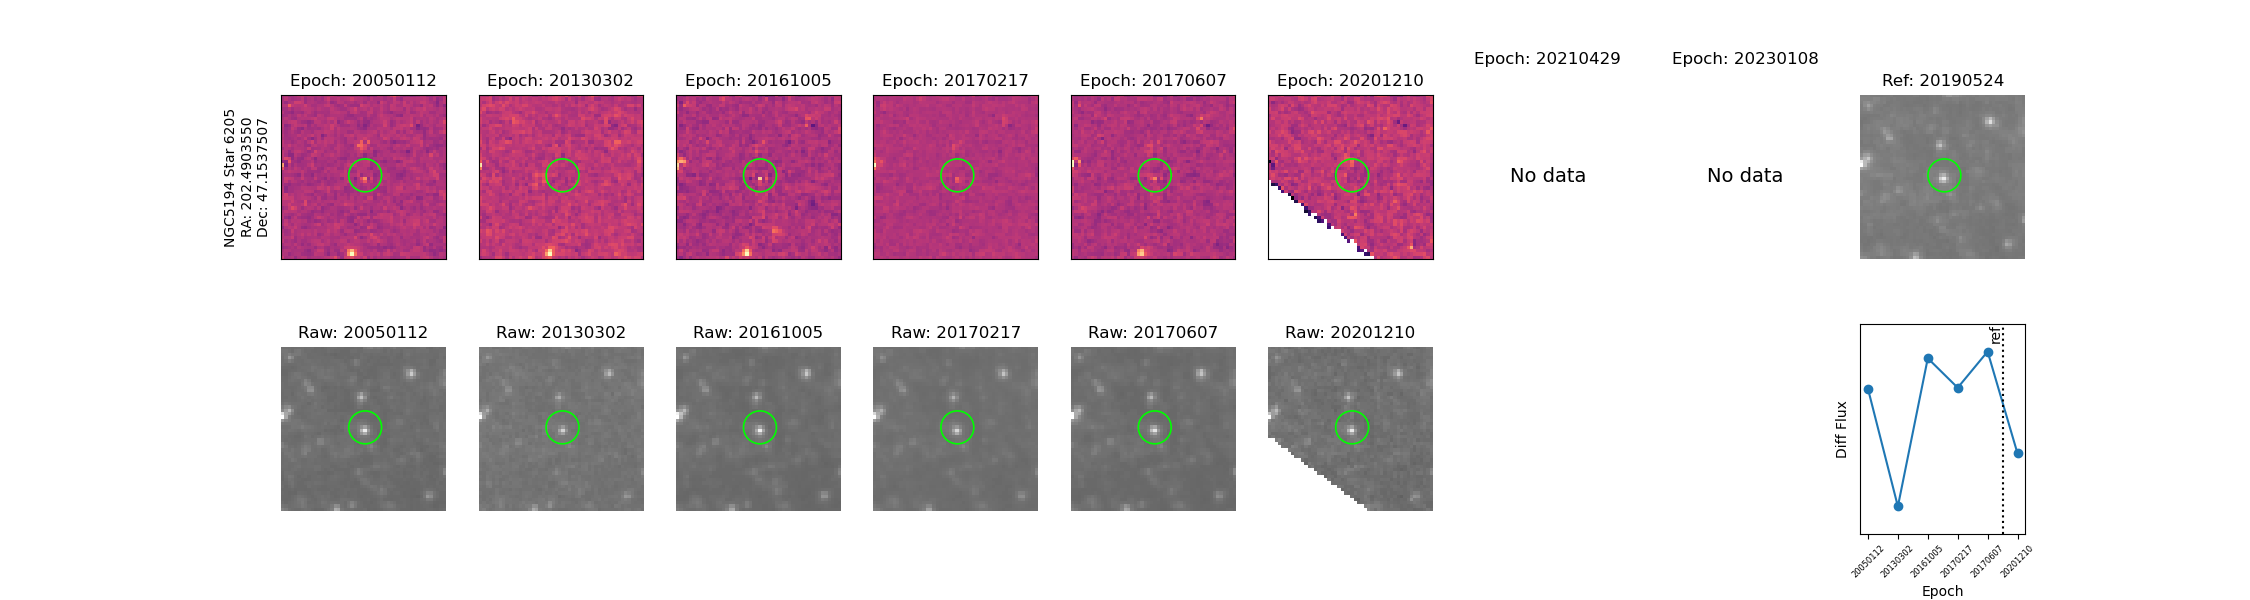 Epoch: 20050112
Epoch: 20130302
Epoch: 20161005
Epoch: 20170217
Epoch: 20170607
Epoch: 20201210
Epoch: 20210429
Epoch: 20230108
Ref: 20190524
NGC5194 Star 6205
RA: 202.4903550
Dec: 47.1537507
No data
No data
Raw: 20050112
Raw: 20130302
Raw: 20161005
Raw: 20170217
Raw: 20170607
Raw: 20201210
ref
Diff Flux
20050112
20130302
20161005
20170217
20170607
20201210
Epoch